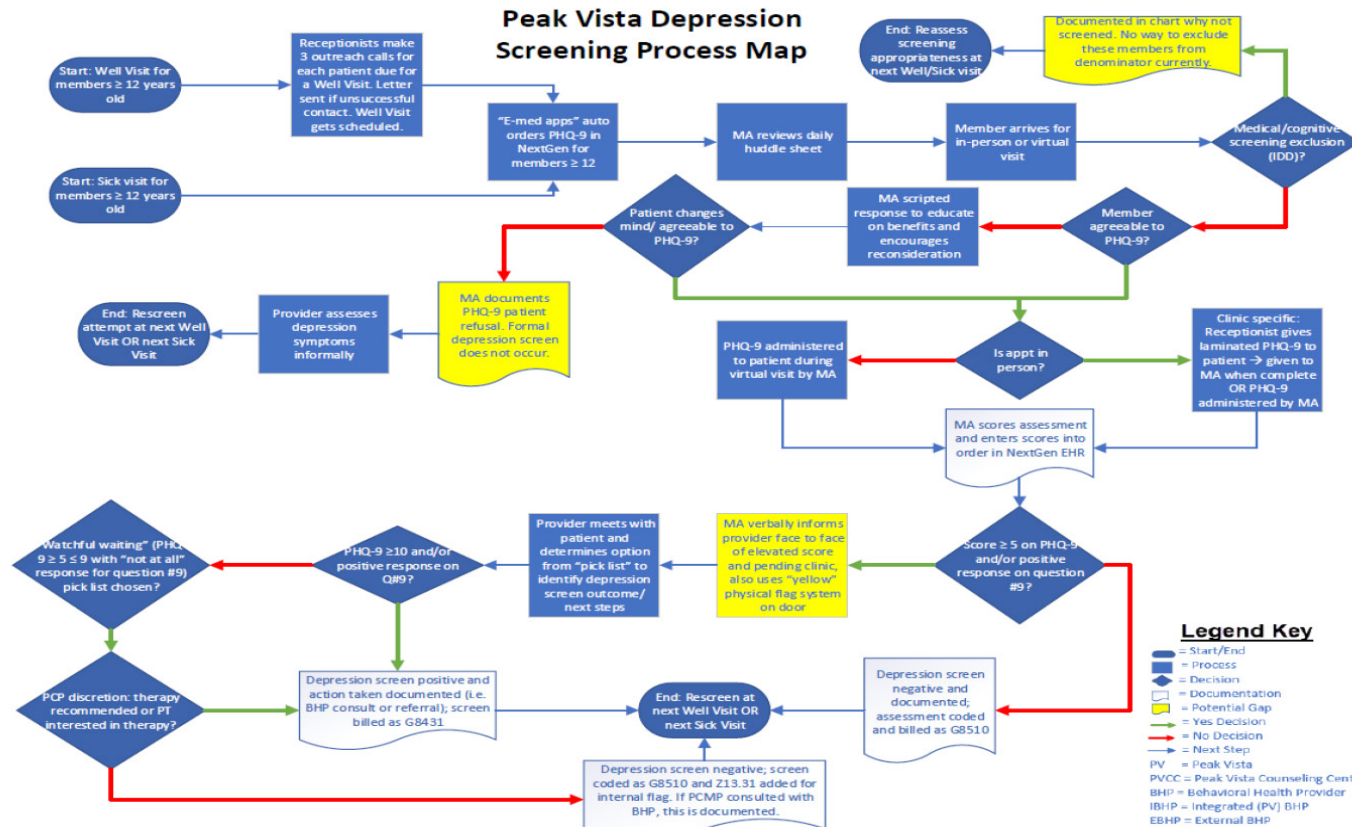 Peak Vista Depression
Screening Process Map
Start: Well Visit for
members ≥ 12 years
old
Receptionists make
3 outreach calls for
each patient due for
a Well Visit. Letter
sent if unsuccessful
contact. Well Visit
gets scheduled.
Start: Sick visit for
members ≥ 12 years
old
"E-med apps" auto
orders PHQ-9 in
NextGen for
members ≥ 12
MA reviews daily
huddle sheet
Member arrives for
in-person or virtual
visit
Medical/cognitive
screening exclusion
(IDD)?
Documented in chart why not
screened. No way to exclude
these members from
denominator currently.
End: Reassess
screening
appropriateness at
next Well/Sick visit
Member
agreeable to
PHQ-9?
MA scripted
response to educate
on benefits and
encourages
reconsideration
Patient changes
mind/ agreeable to
PHQ-9?
MA documents
PHQ-9 patient
refusal. Formal
depression screen
does not occur.
Provider assesses
depression
symptoms
informally
End: Rescreen
attempt at next Well
Visit OR next Sick
Visit
Is appt in
person?
PHQ-9 administered
to patient during
virtual visit by MA
Clinic specific:
Receptionist gives
laminated PHQ-9 to
patient → given to
MA when complete
OR PHQ-9
administered by MA
MA scores assessment
and enters scores into
order in NextGen EHR
Score ≥ 5 on PHQ-9
and/or positive
response on question
#9?
MA verbally informs
provider face to face
of elevated score
and pending clinic,
also uses "yellow"
physical flag system
on door
Provider meets with
patient and
determines option
from "pick list" to
identify depression
screen outcome/
next steps
PHQ-9 ≥10 and/or
positive response on
Q#9?
Watchful waiting" (PHQ-
9 ≥ 5 ≤ 9 with "not at all"
response for question #9)
pick list chosen?
PCP discretion: therapy
recommended or PT
interested in therapy?
Depression screen positive and
action taken documented (i.e.
BHP consult or referral); screen
billed as G8431
End: Rescreen at
next Well Visit OR
next Sick Visit
Depression screen
negative and
documented;
assessment coded
and billed as G8510
Depression screen negative; screen
coded as G8510 and Z13.31 added for
internal flag. If PCMP consulted with
BHP, this is documented.
Legend Key
= Start/End
= Process
= Decision
= Documentation
= Potential Gap
= Yes Decision
= No Decision
= Next Step
PV = Peak Vista
PVCC = Peak Vista Counseling Cent
BHP = Behavioral Health Provider
IBHP = Integrated (PV) BHP
EBHP = External BHP